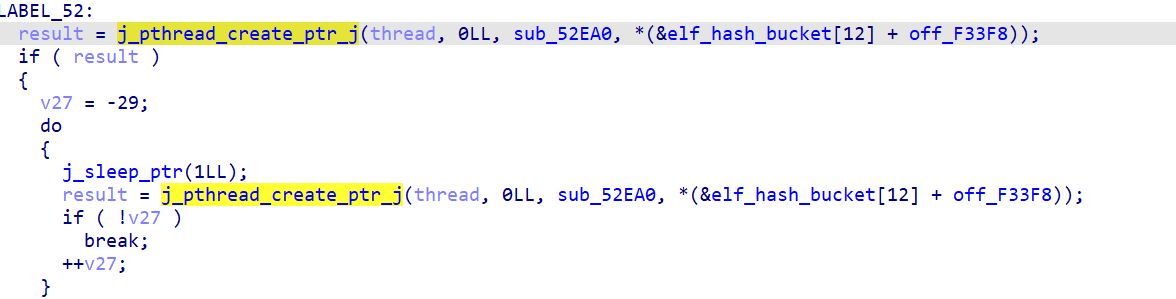 LABEL_52:
result = j_pthread_create_ptr_j(thread, 0LL, sub_52EA0, *(&elf_hash_bucket[12] + off_F33F8));
if ( result )
{
v27 = -29;
do
{
j_sleep_ptr(1LL);
result = j_pthread_create_ptr_j(thread, 0LL, sub_52EA0, *(&elf_hash_bucket[12] + off_F33F8));
if ( !v27 )
break;
++v27;
}